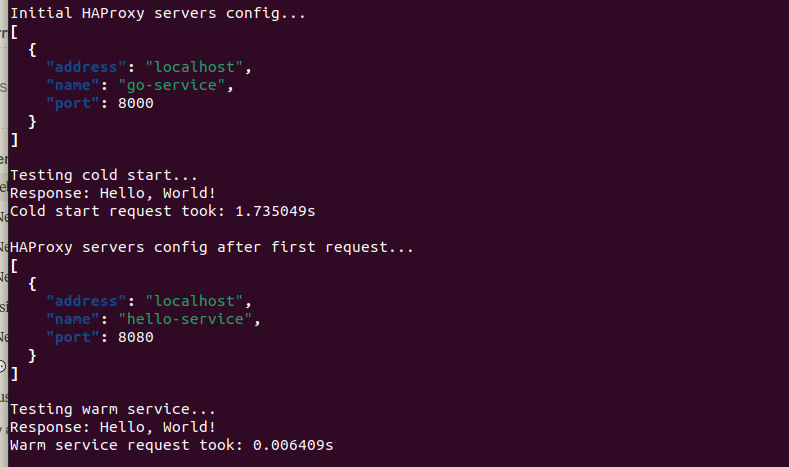 Initial HAProxy servers config...
[
  {
    "address": "localhost",
    "name": "go-service",
    "port": 8000
  }
]
Testing cold start...
Response: Hello, World!
Cold start request took: 1.735049s
HAProxy servers config after first request...
[
  {
    "address": "localhost",
    "name": "hello-service",
    "port": 8080
  }
]
Testing warm service...
Response: Hello, World!
Warm service request took: 0.006409s